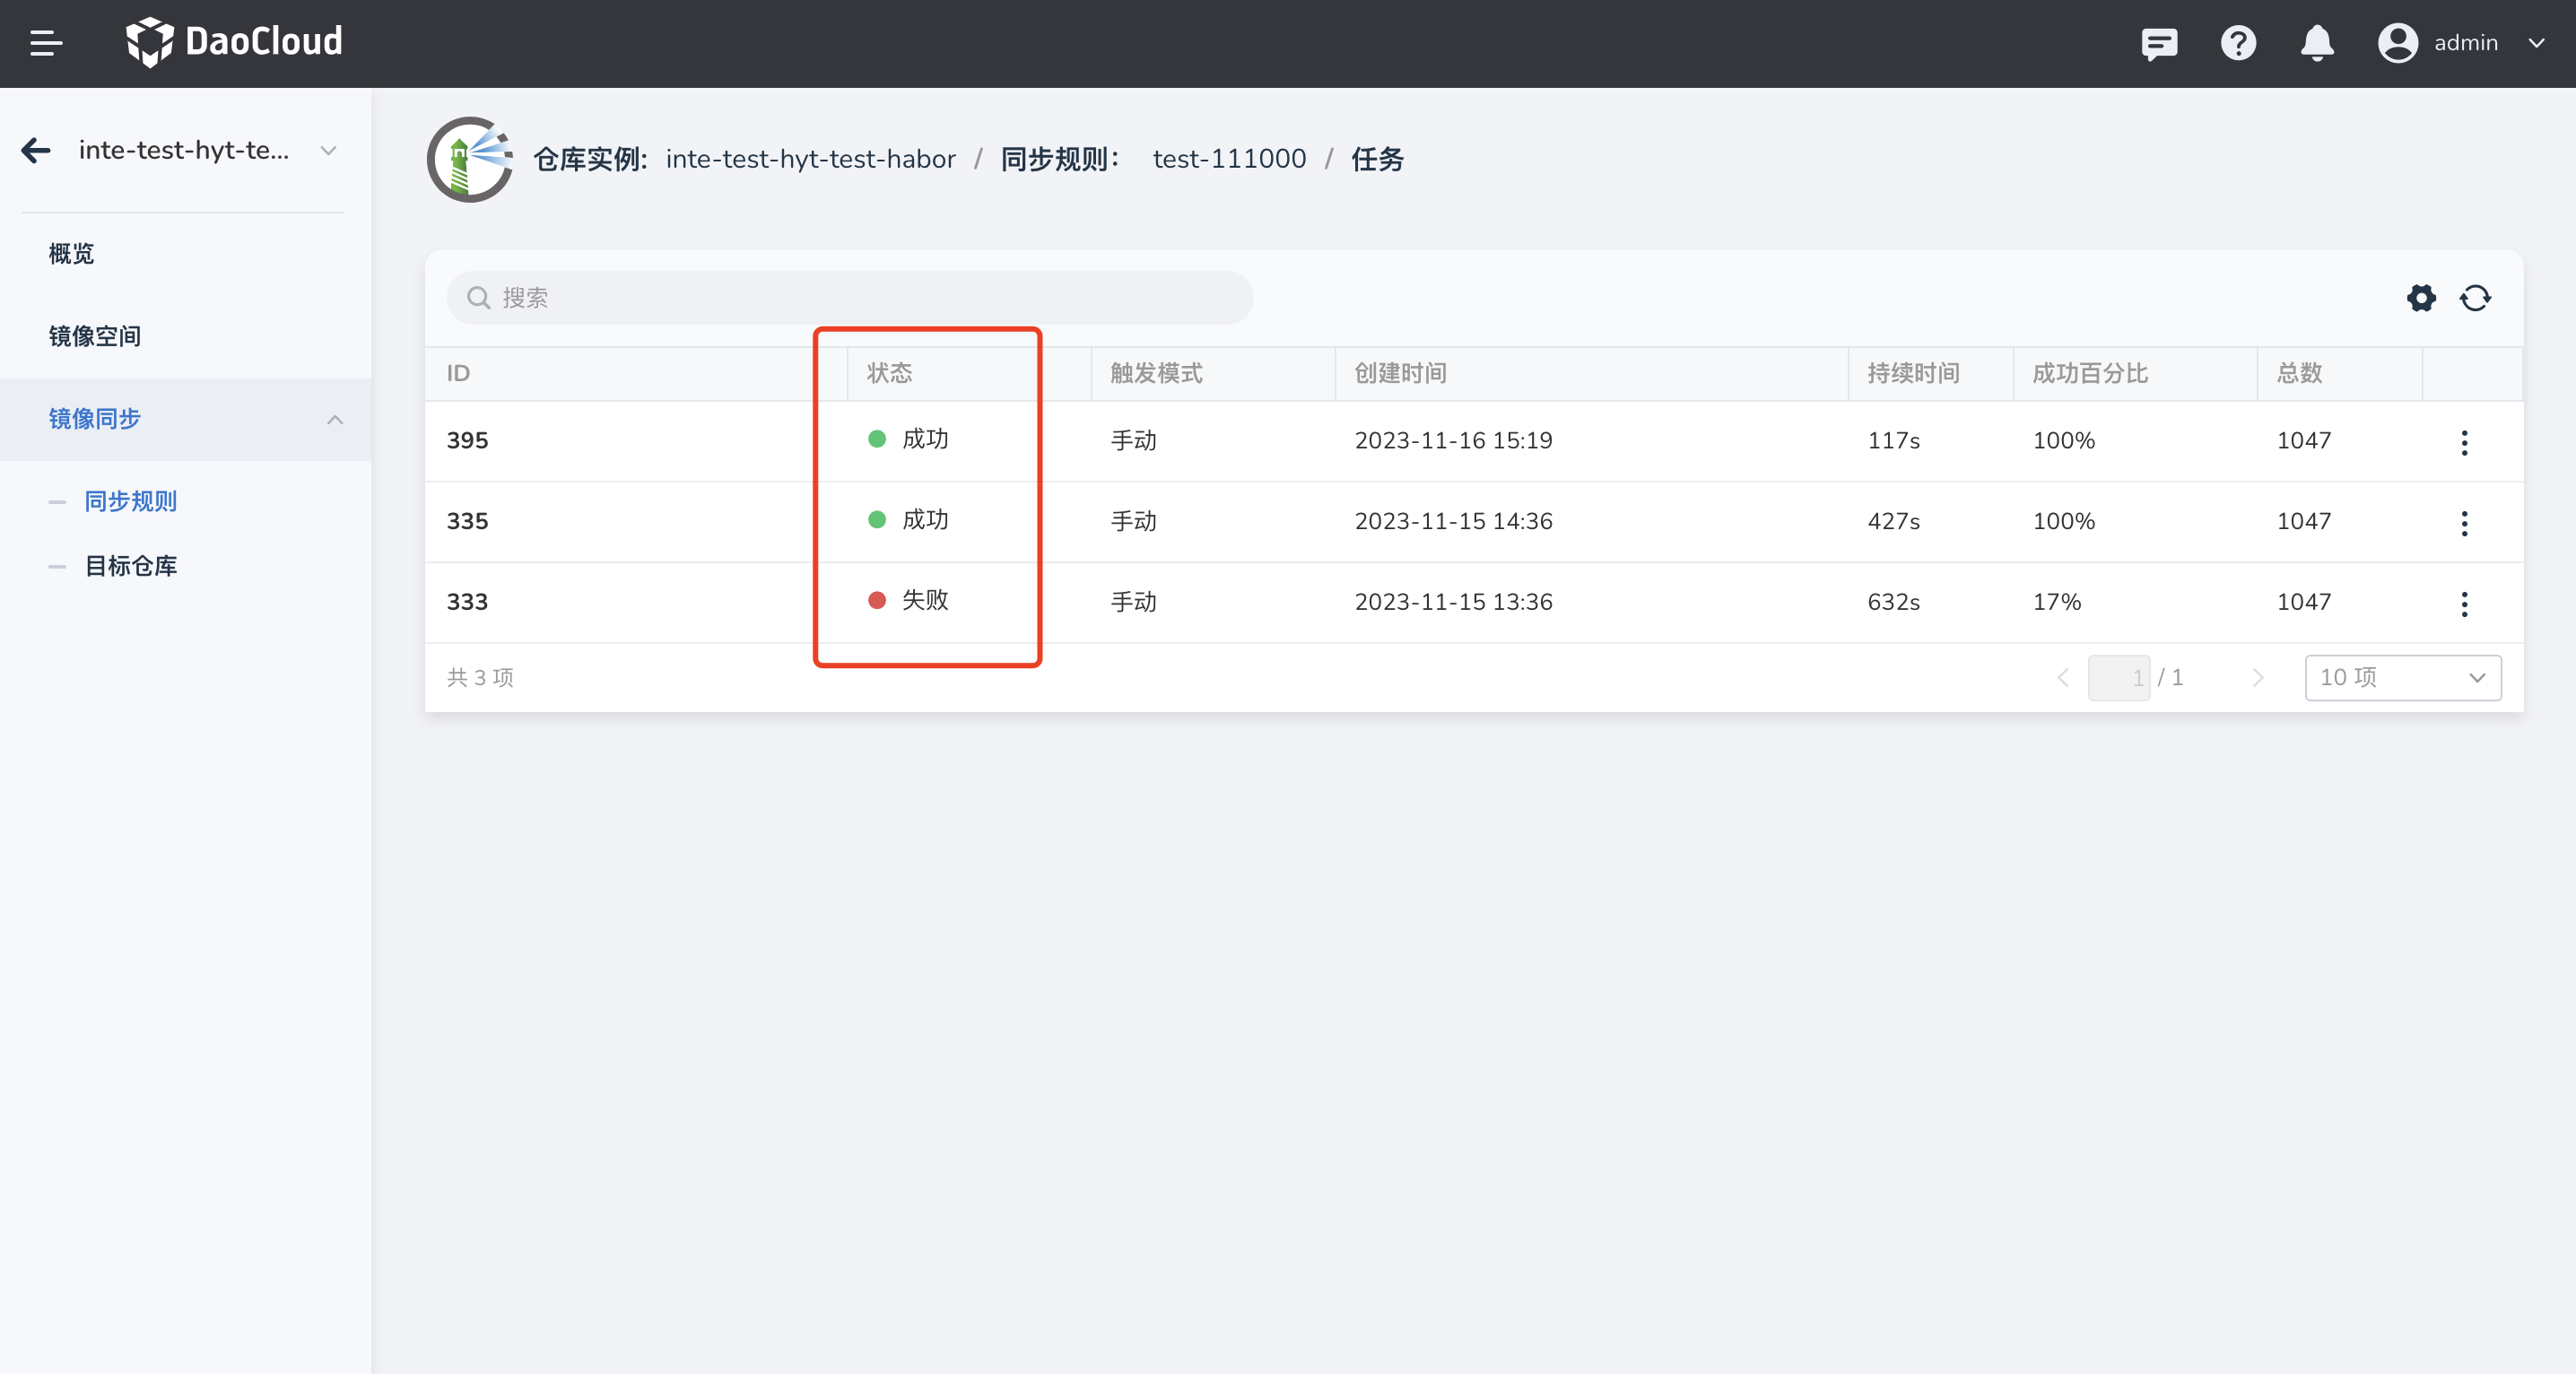 DaoCloud
admin
inte-test-hyt-te...
概览
镜像空间
镜像同步
同步规则
目标仓库
仓库实例: inte-test-hyt-test-habor / 同步规则: test-111000 / 任务
搜索
ID 状态 触发模式 创建时间 持续时间 成功百分比 总数
395 成功 手动 2023-11-16 15:19 117s 100% 1047
335 成功 手动 2023-11-15 14:36 427s 100% 1047
333 失败 手动 2023-11-15 13:36 632s 17% 1047
共 3 项
1 / 1
10 项